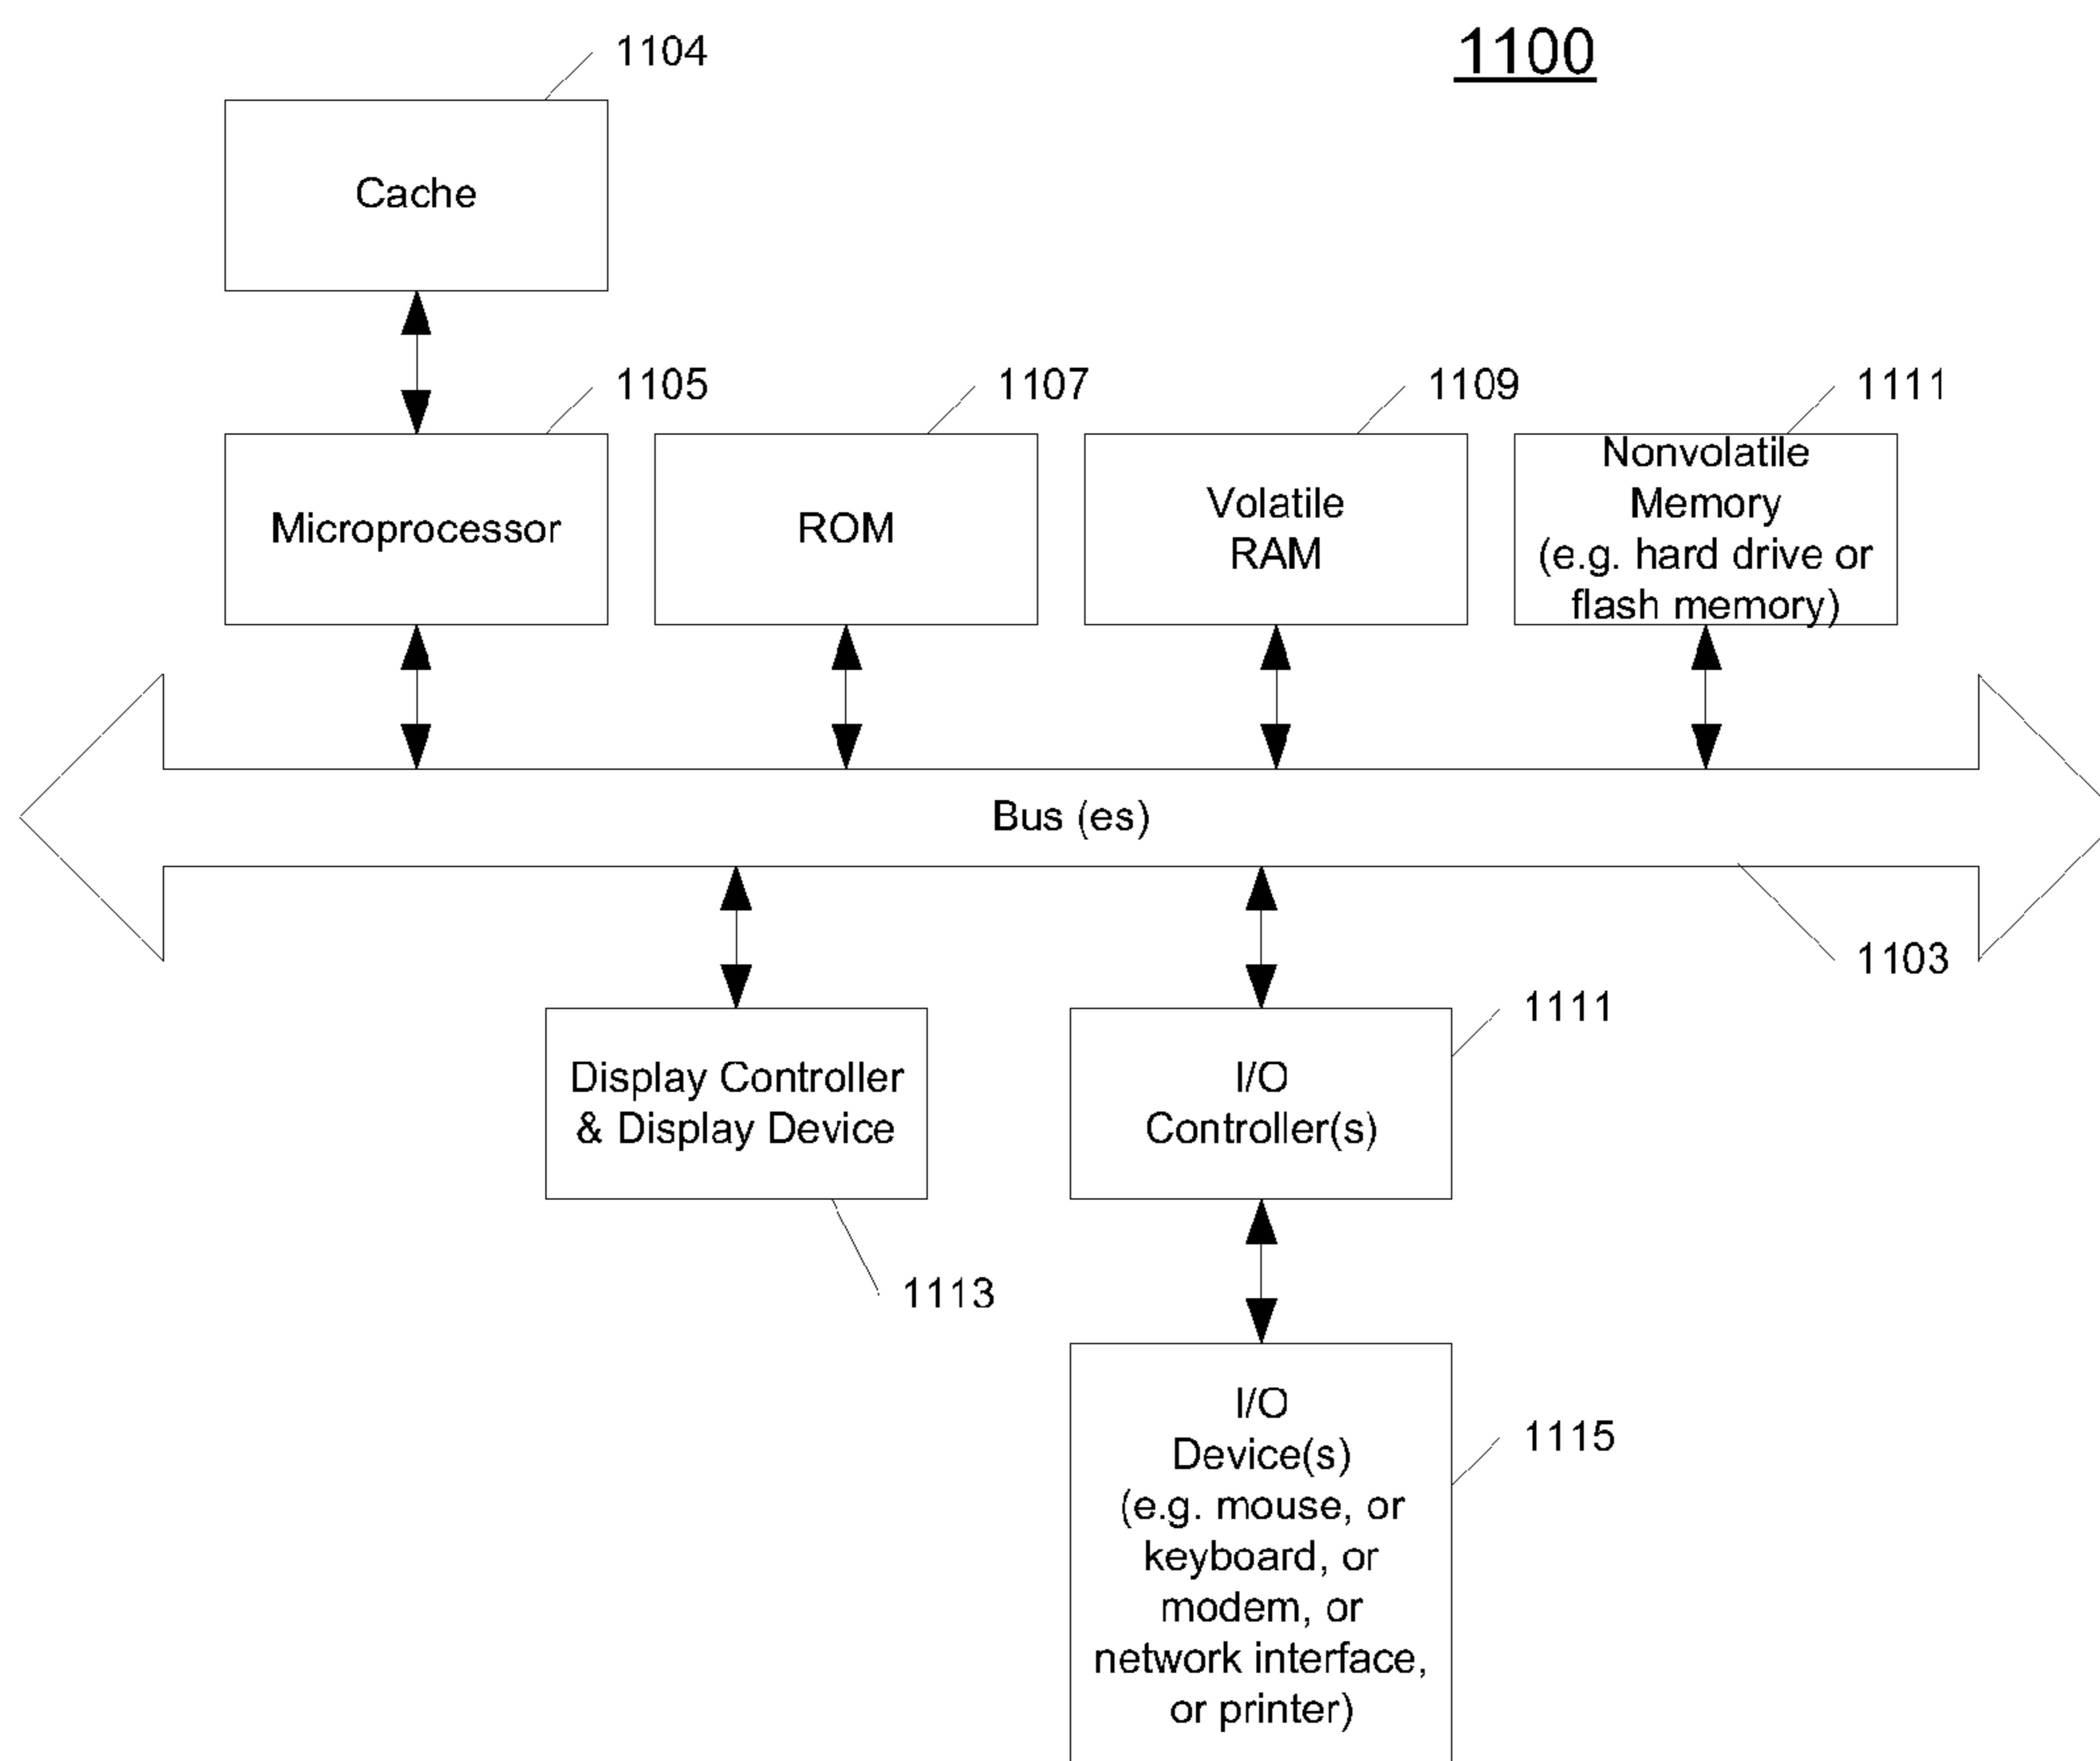 1100
1104
Cache
1105
1107
1109
1111
Microprocessor
ROM
Volatile
RAM
Nonvolatile
Memory
(e.g. hard drive or
flash memory)
Bus (es)
1103
Display Controller
& Display Device
1113
I/O
Controller(s)
1111
I/O
Device(s)
(e.g. mouse, or
keyboard, or
modem, or
network interface,
or printer)
1115